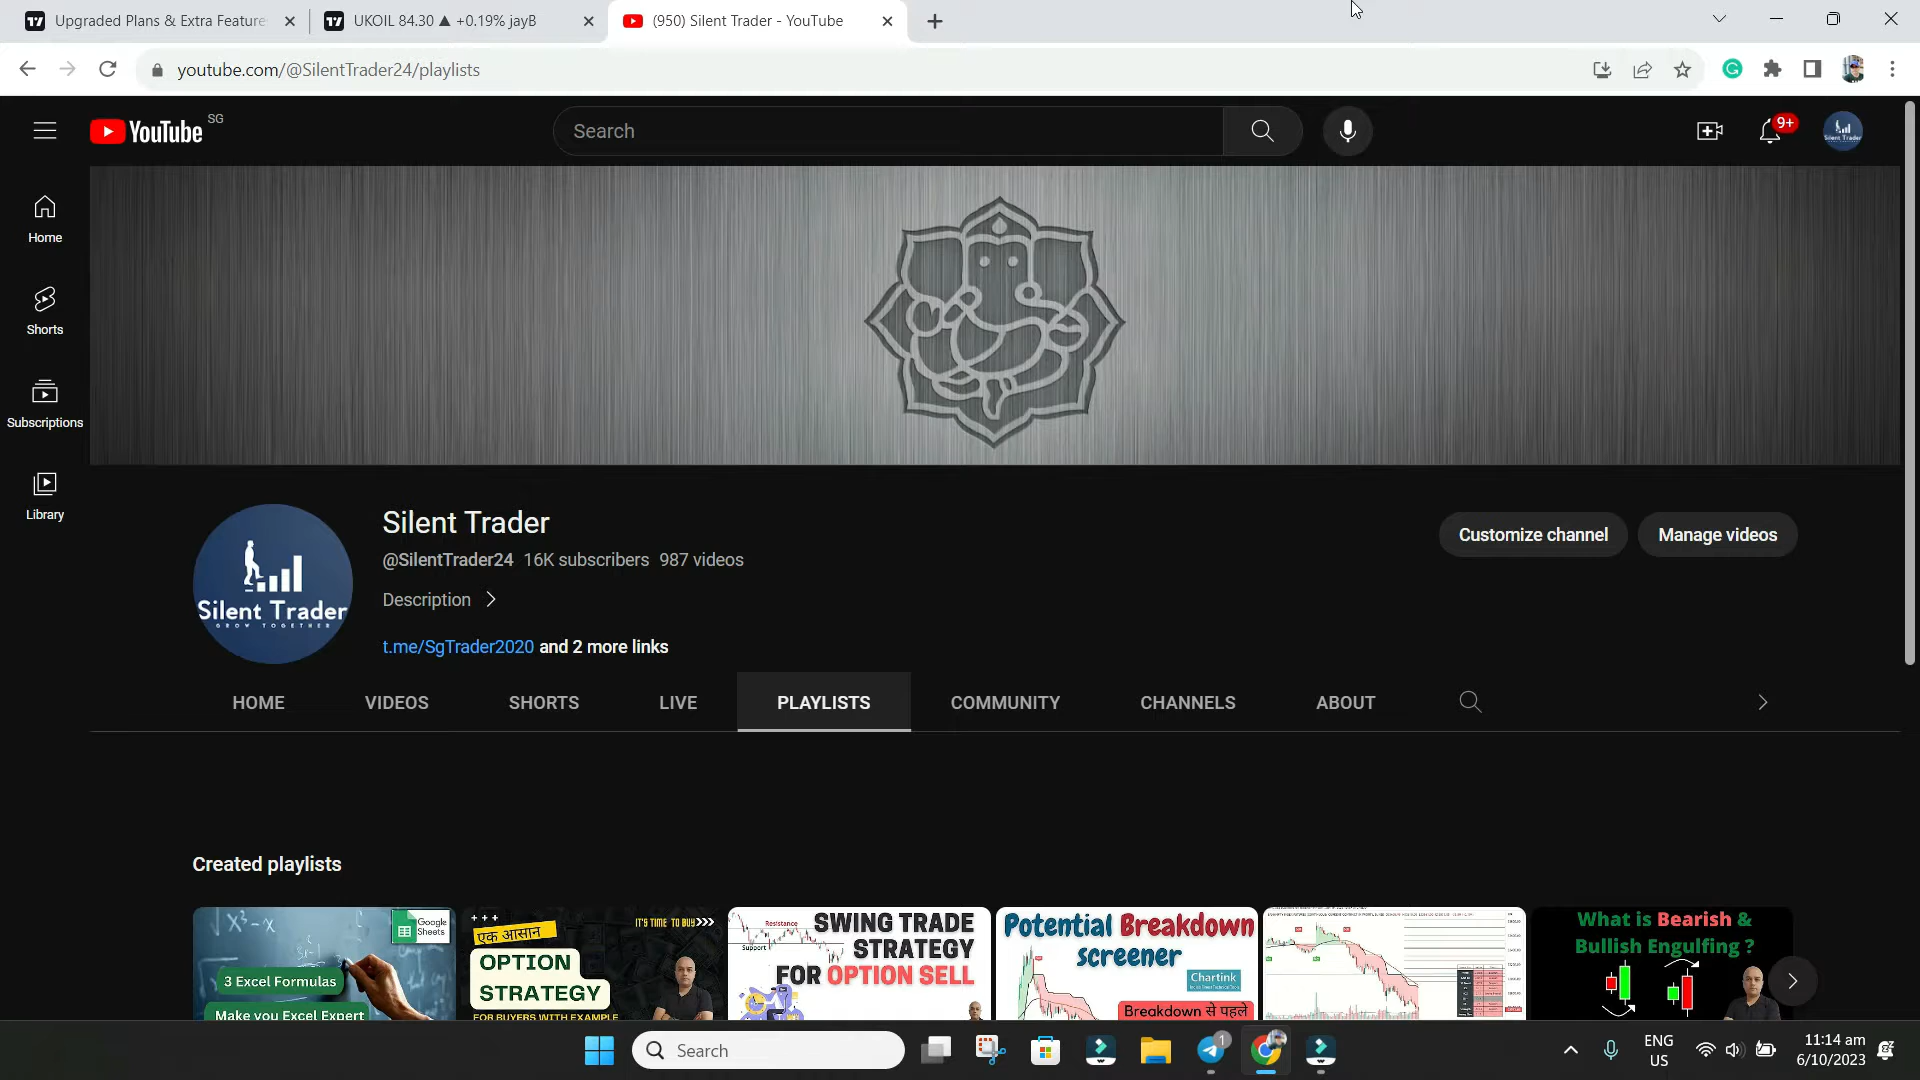 Upgraded Plans & Extra Feature
UKOIL 84.30 ▲ +0.19% jayB
(950) Silent Trader - YouTube
youtube.com/@SilentTrader24/playlists
YouTube SG
Search
9+
Home
Shorts
Subscriptions
Library
Silent Trader
GROW TOGETHER
Silent Trader
@SilentTrader24 16K subscribers 987 videos
Description
t.me/SgTrader2020 and 2 more links
Customize channel
Manage videos
HOME
VIDEOS
SHORTS
LIVE
PLAYLISTS
COMMUNITY
CHANNELS
ABOUT
Created playlists
Google
Sheets
3 Excel Formulas
Make you Excel Expert
IT'S TIME TO BUY>>>
एक आसान
OPTION
STRATEGY
FOR BUYERS WITH EXAMPLE
Resistance
Support
SWING TRADE
STRATEGY
FOR OPTION SELL
Potential Breakdown
screener
Chartink
Breakdown से पहले
What is Bearish &
Bullish Engulfing ?
Search
1
ENG
US
11:14 am
6/10/2023